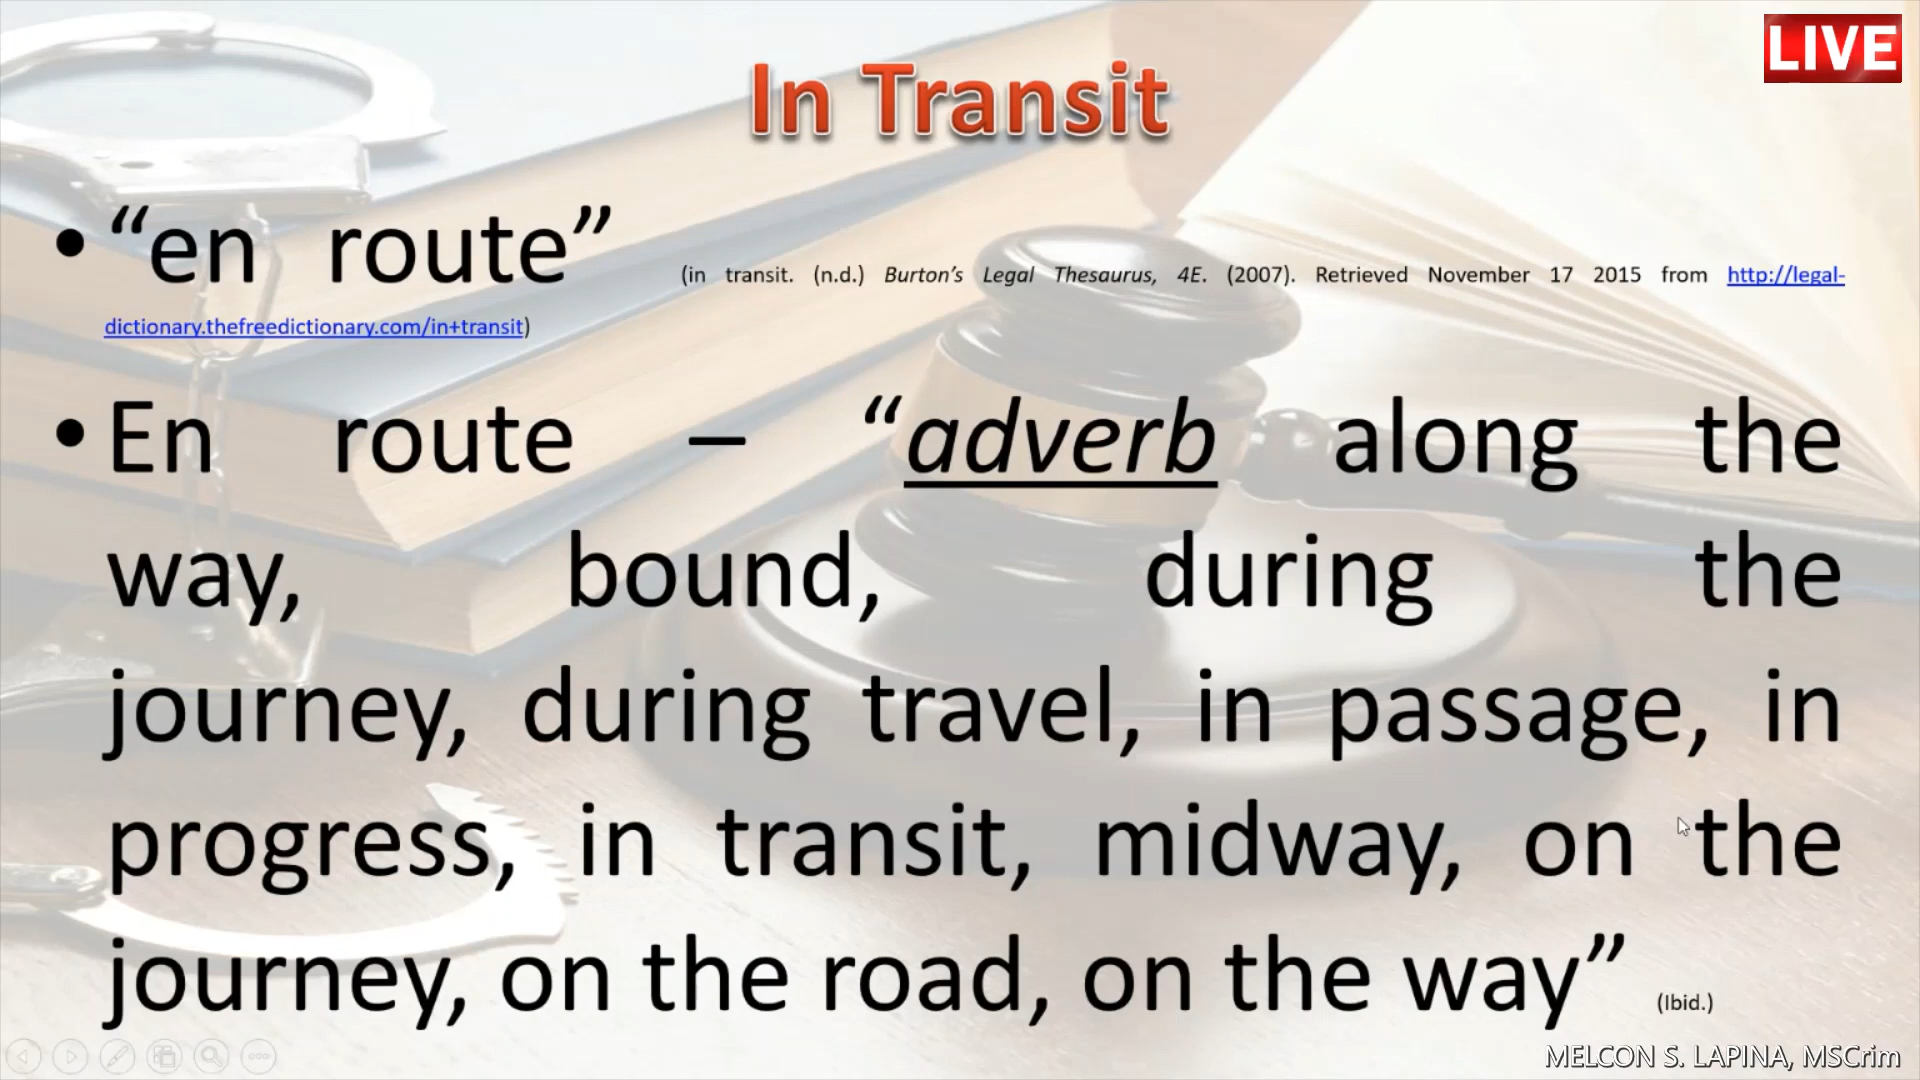 LIVE
In Transit
• “en route” (in transit. (n.d.) Burton’s Legal Thesaurus, 4E. (2007). Retrieved November 17 2015 from http://legal-
dictionary.thefreedictionary.com/in+transit)
• En route – “adverb along the
way, bound, during the
journey, during travel, in passage, in
progress, in transit, midway, on the
journey, on the road, on the way” (Ibid.)
MELCON S. LAPINA, MSCrim